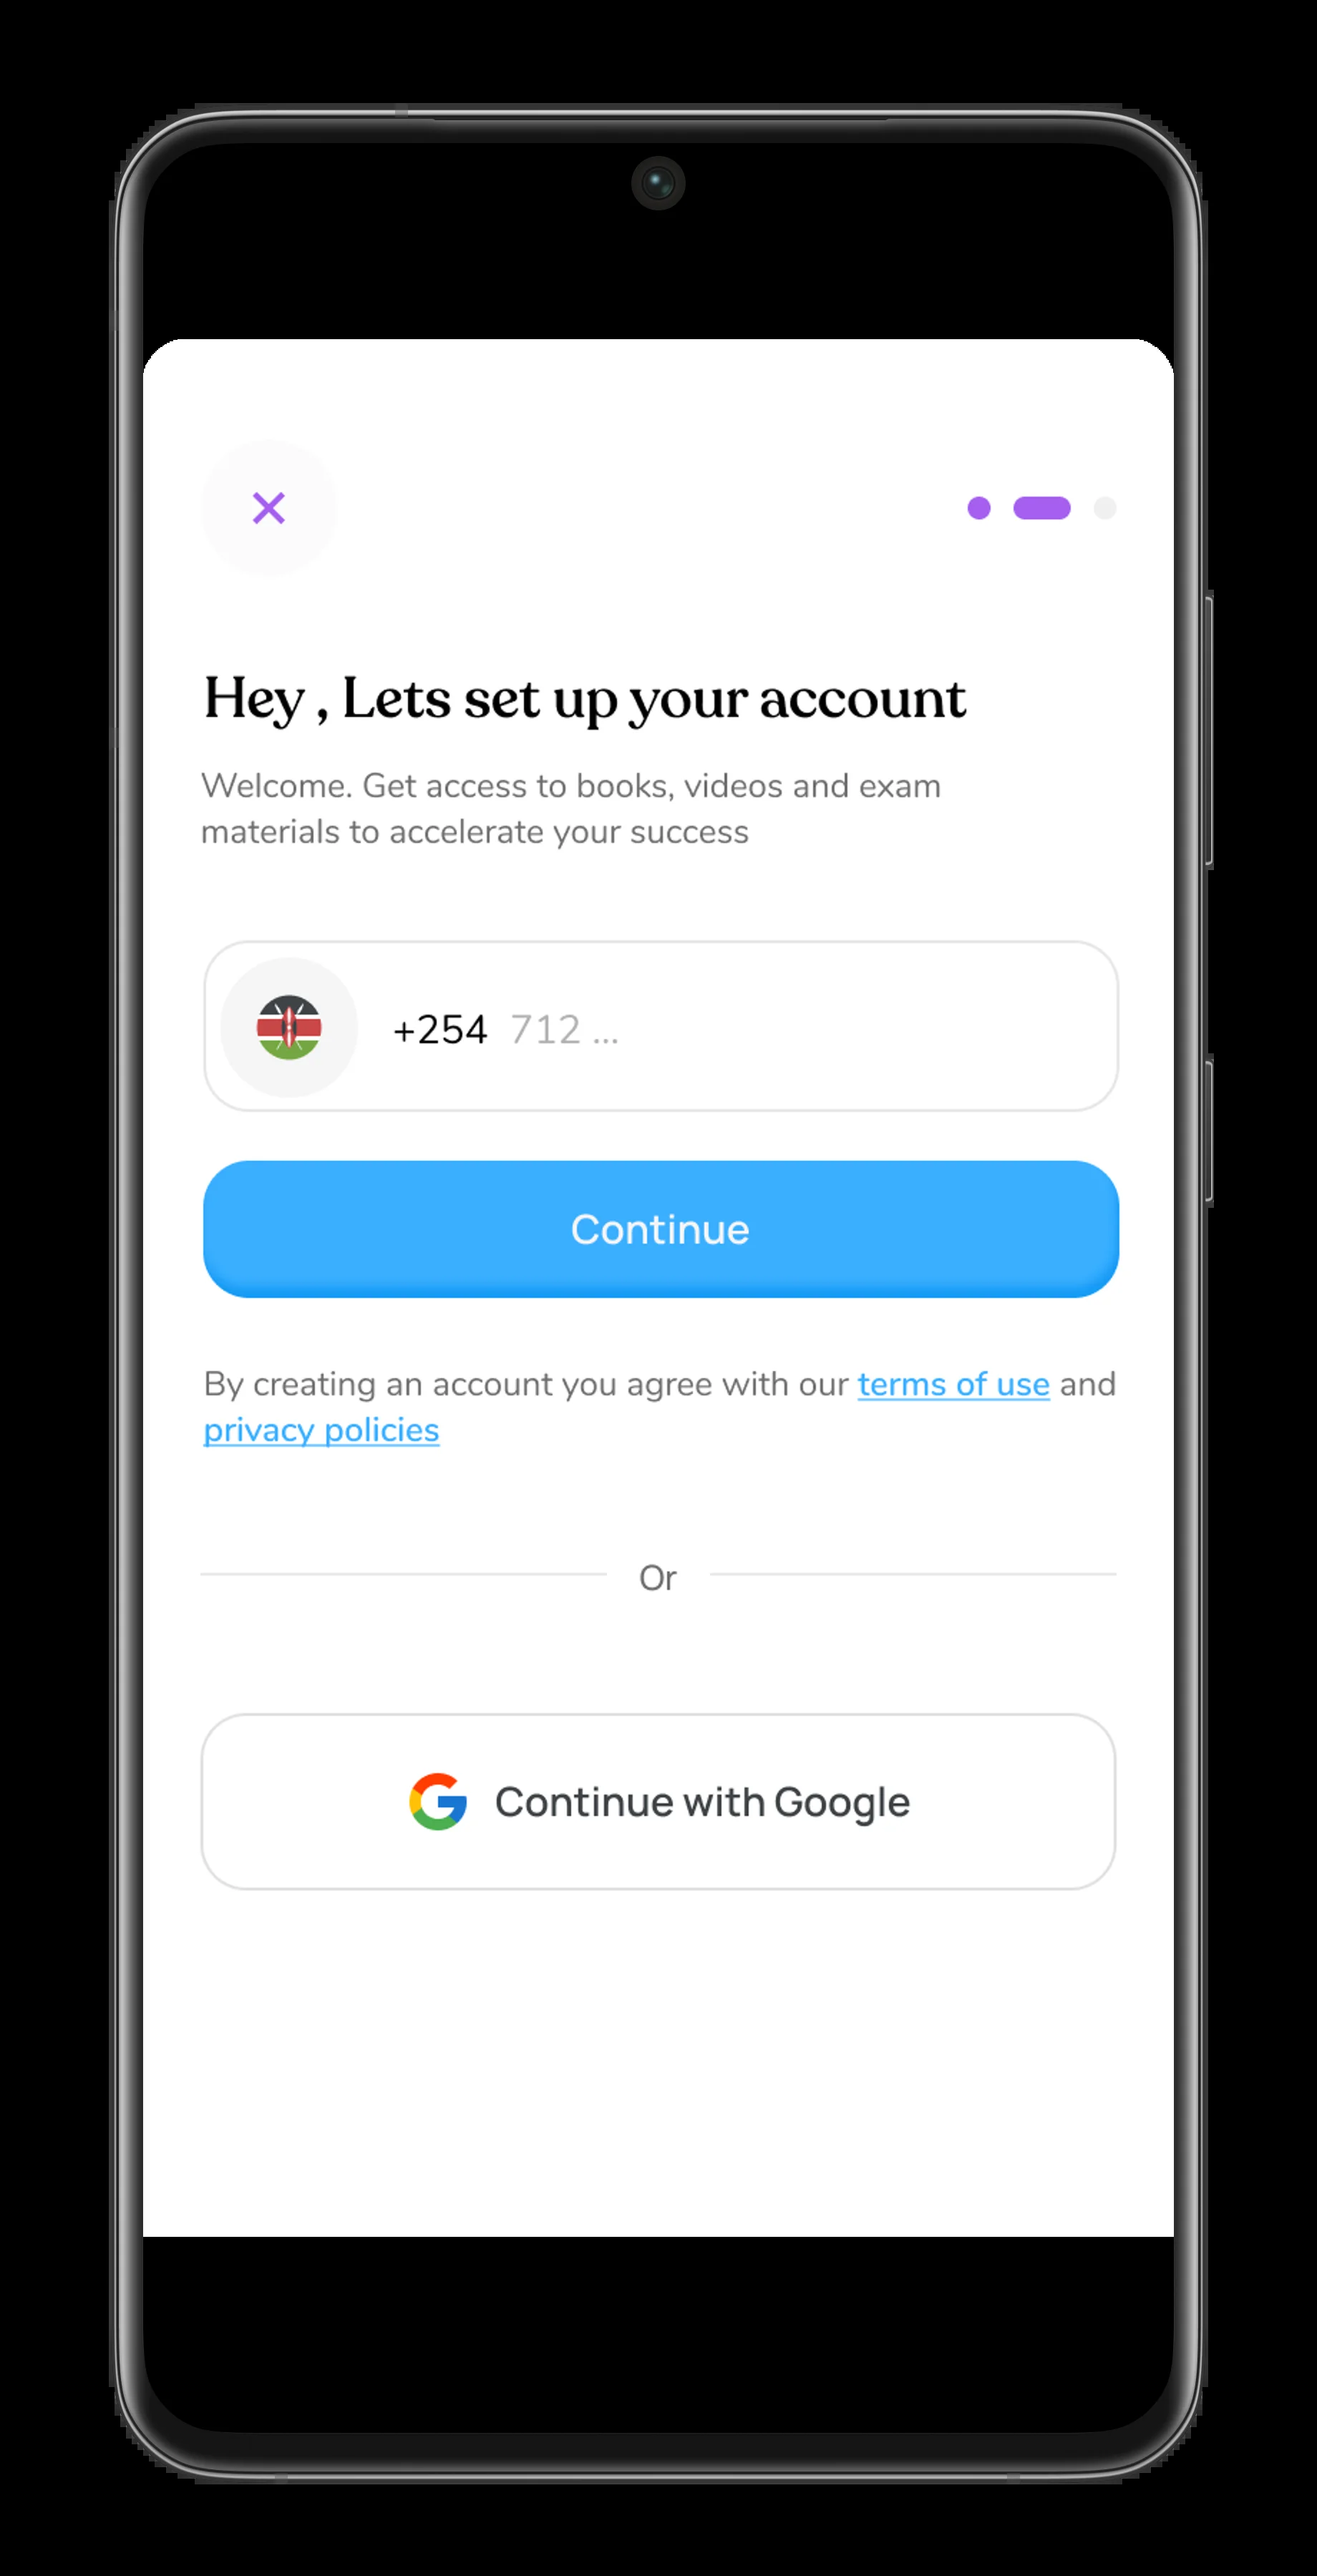 Hey , Lets set up your account
Welcome. Get access to books, videos and exam
materials to accelerate your success
+254 712 ...
Continue
By creating an account you agree with our terms of use and
privacy policies
Or
Continue with Google